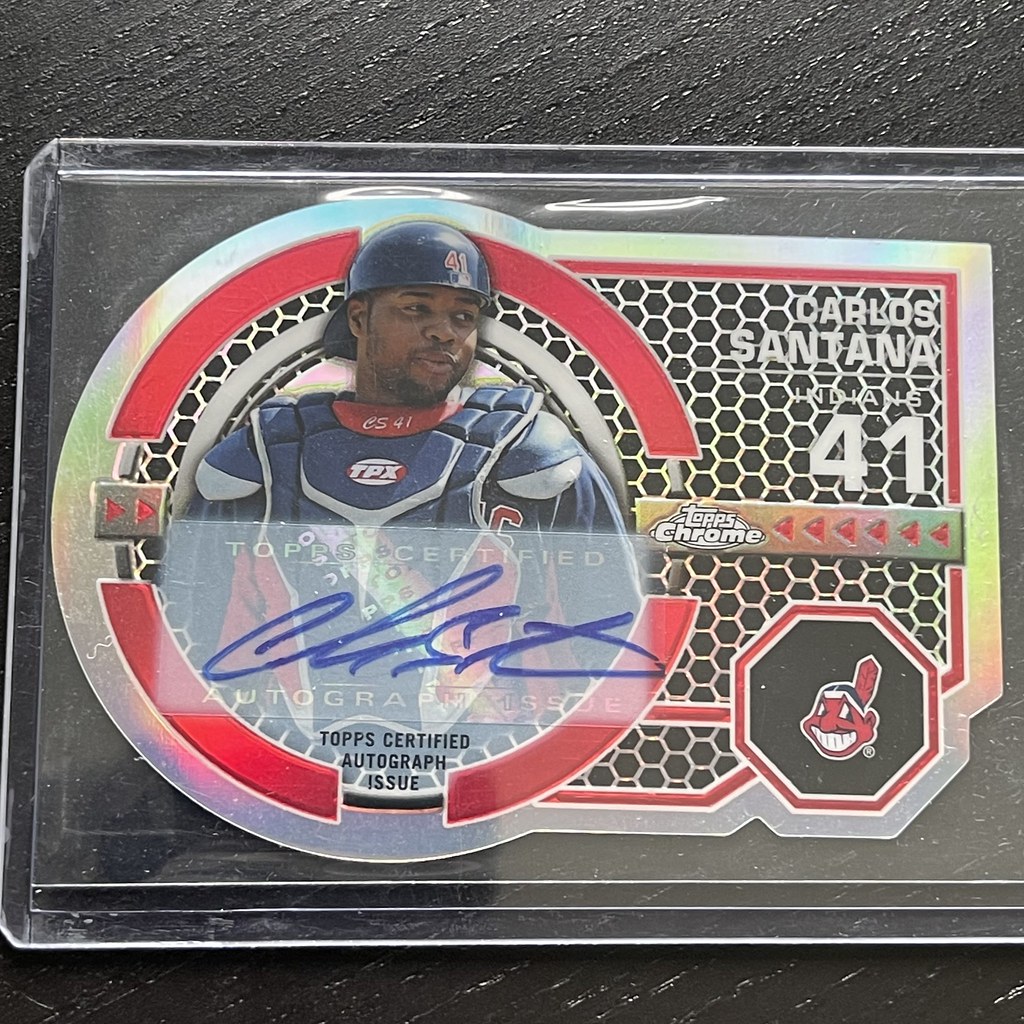 41
CARLOS
SANTANA
INDIANS
41
CS 41
TPX
TOPPS Chrome
TOPPS CERTIFIED
AUTOGRAPH ISSUE
TOPPS CERTIFIED
AUTOGRAPH
ISSUE
®